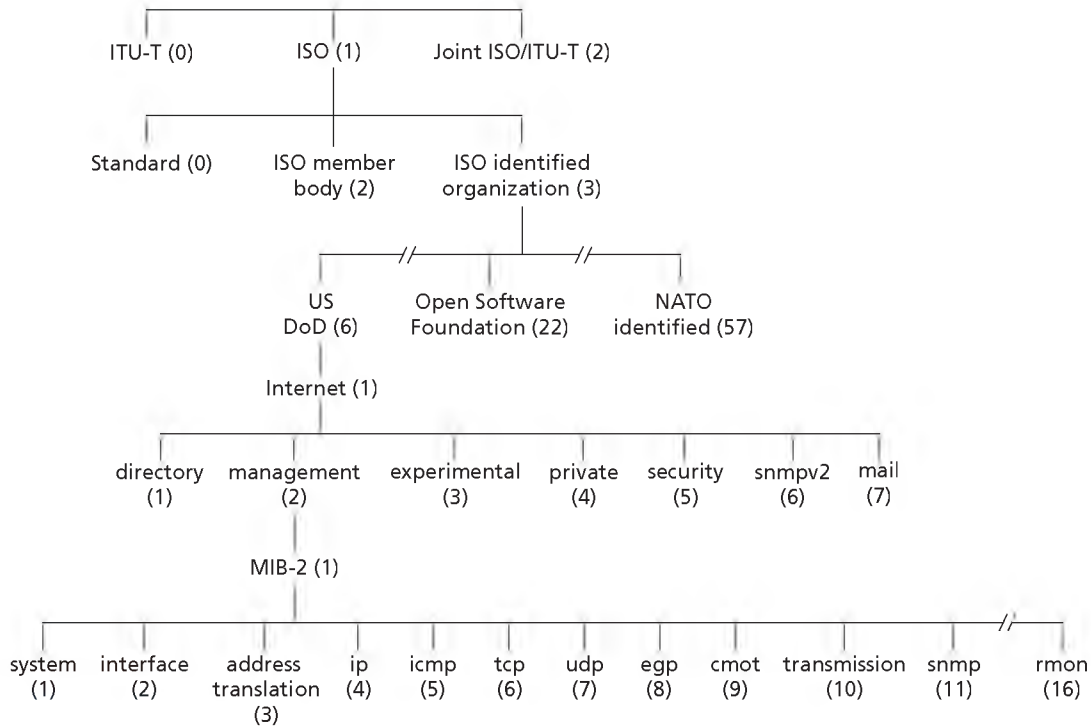 ITU-T (0) ISO (1) Joint ISO/ITU-T (2)
Standard (0) ISO member body (2) ISO identified organization (3)
US DoD (6) Open Software Foundation (22) NATO identified (57)
Internet (1)
directory (1) management (2) experimental (3) private (4) security (5) snmpv2 (6) mail (7)
MIB-2 (1)
system (1) interface (2) address translation (3) ip (4) icmp (5) tcp (6) udp (7) egp (8) cmot (9) transmission (10) snmp (11) rmon (16)